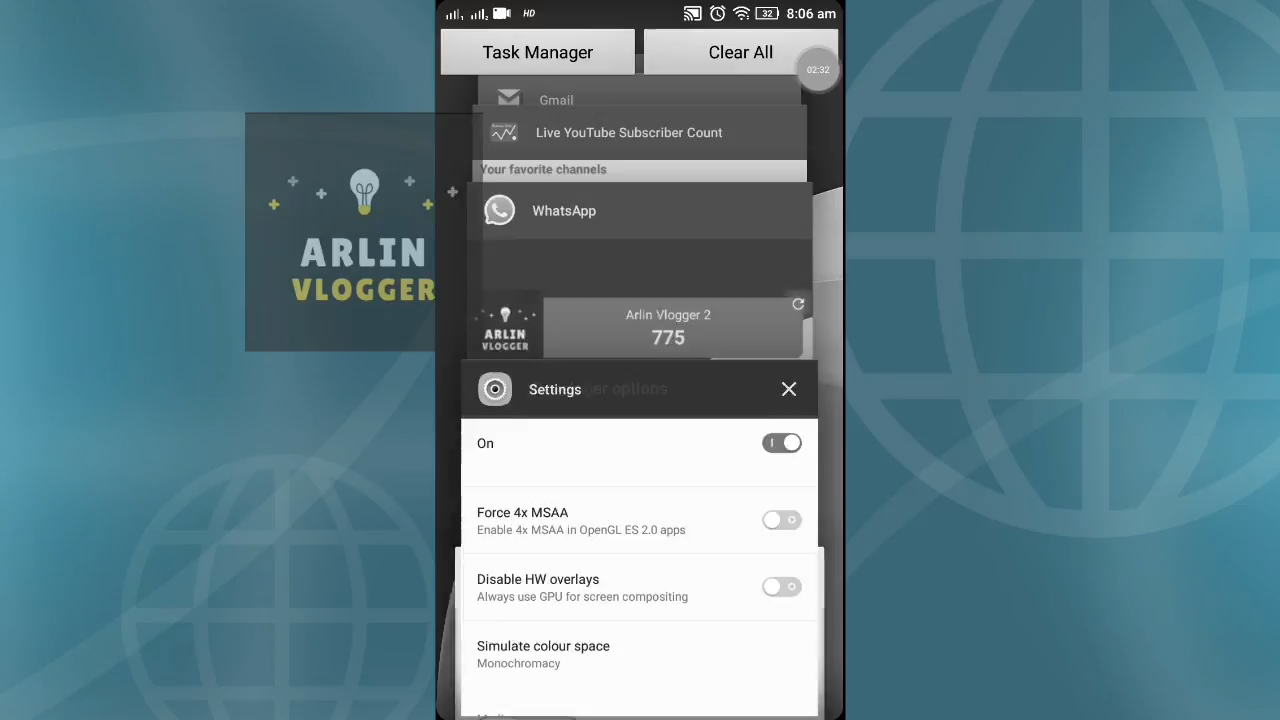 HD
32
8:06 am
Task Manager
Clear All
02:32
Gmail
Live YouTube Subscriber Count
Your favorite channels
WhatsApp
ARLIN
VLOGGER
Arlin Vlogger 2
775
ARLIN
VLOGGER
Settings
On
Force 4x MSAA
Enable 4x MSAA in OpenGL ES 2.0 apps
Disable HW overlays
Always use GPU for screen compositing
Simulate colour space
Monochromacy